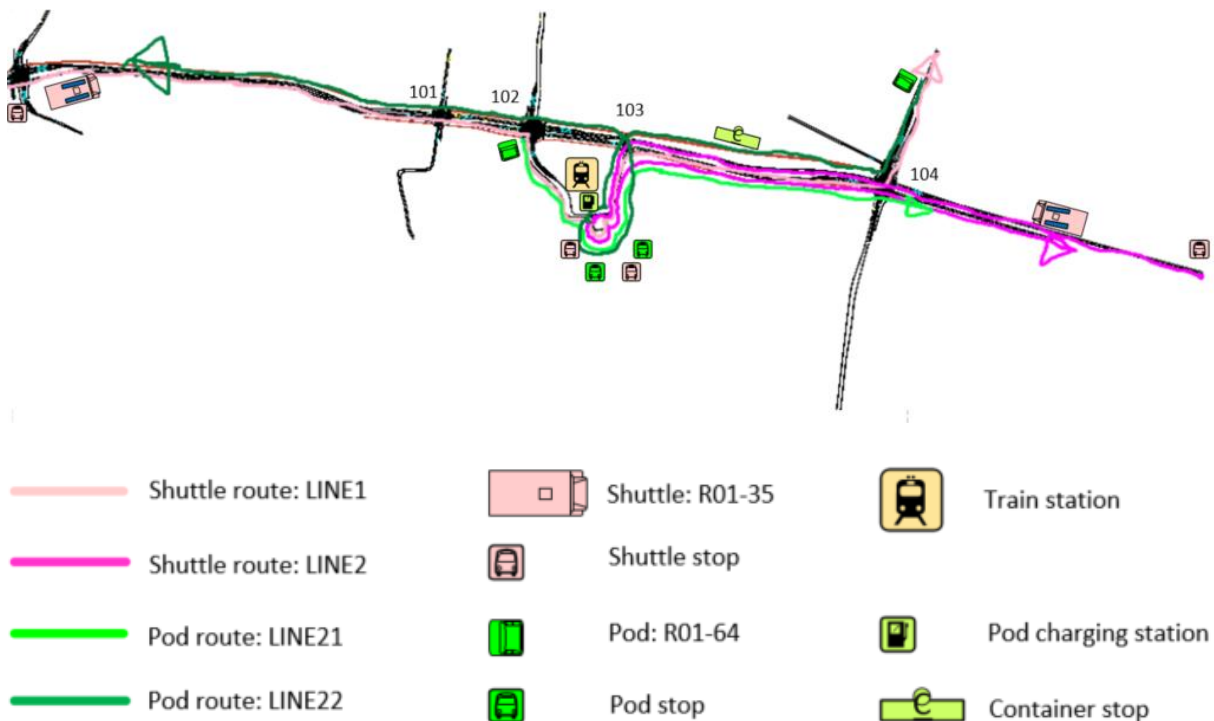 101
102
103
104
Shuttle route: LINE1
Shuttle: R01-35
Train station
Shuttle route: LINE2
Shuttle stop
Pod route: LINE21
Pod: R01-64
Pod charging station
Pod route: LINE22
Pod stop
Container stop